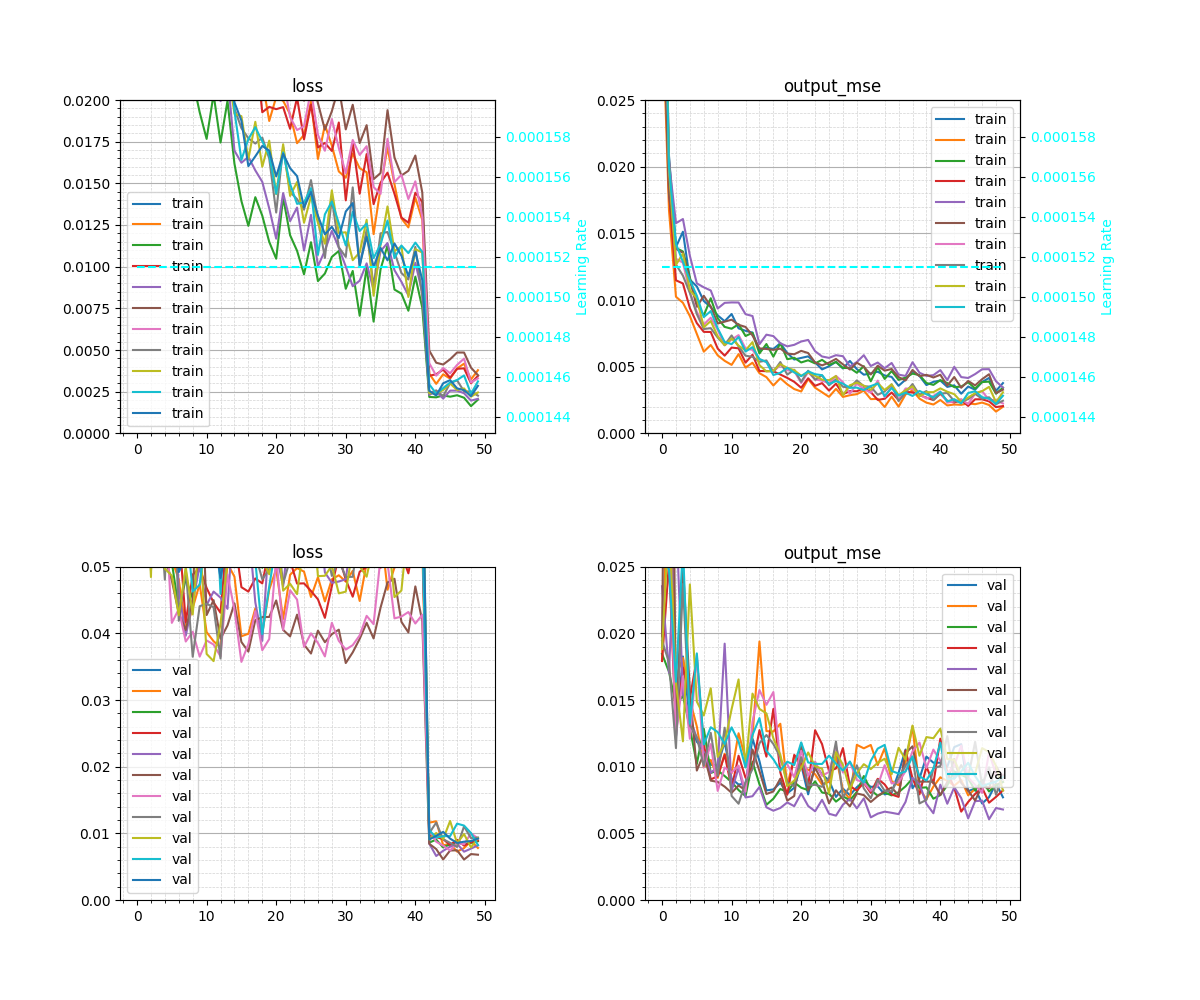 loss
0.0200
0.0175
0.0150
0.0125
0.0100
0.0075
0.0050
0.0025
0.0000
train
train
train
train
train
train
train
train
train
train
train
0
10
20
30
40
50
0.000158
0.000156
0.000154
0.000152
0.000150
0.000148
0.000146
0.000144
Learning Rate
output_mse
0.025
0.020
0.015
0.010
0.005
0.000
train
train
train
train
train
train
train
train
train
train
0
10
20
30
40
50
0.000158
0.000156
0.000154
0.000152
0.000150
0.000148
0.000146
0.000144
Learning Rate
loss
0.05
0.04
0.03
0.02
0.01
0.00
val
val
val
val
val
val
val
val
val
val
val
0
10
20
30
40
50
output_mse
0.025
0.020
0.015
0.010
0.005
0.000
val
val
val
val
val
val
val
val
val
val
0
10
20
30
40
50